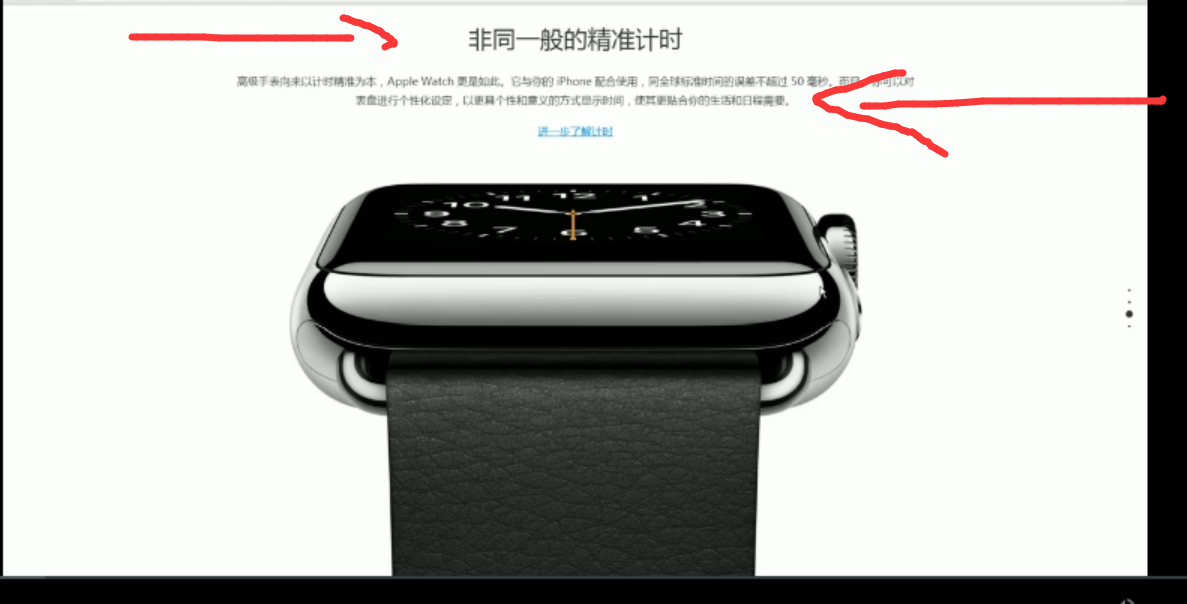 非同一般的精准计时
高级手表向来以计时精准为本，Apple Watch 更是如此。它与你的 iPhone 配合使用，同全球标准时间的误差不超过 50 毫秒。而且，你可以对
表盘进行个性化设定，以更具个性和意义的方式显示时间，使其更贴合你的生活和日程需要。
进一步了解计时
10 11 12 1 2
9 3
8 7 6 5 4